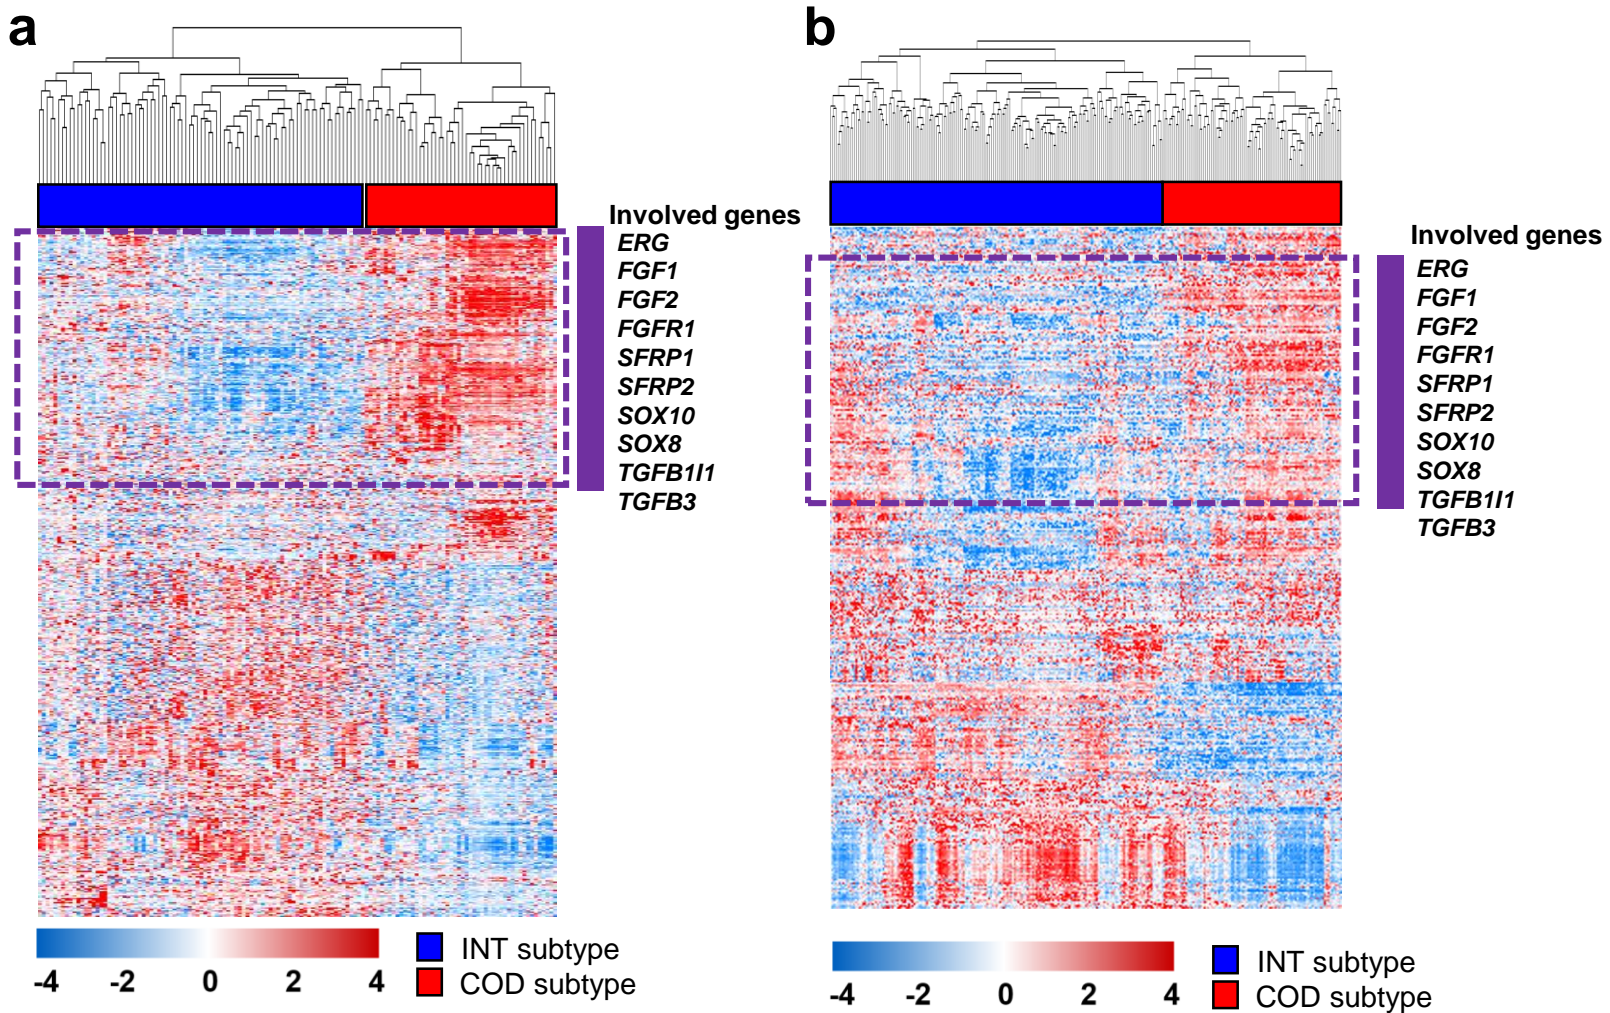 a
Involved genes
ERG
FGF1
FGF2
FGFR1
SFRP1
SFRP2
SOX10
SOX8
TGFB1I1
TGFB3
-4 -2 0 2 4
INT subtype
COD subtype
b
Involved genes
ERG
FGF1
FGF2
FGFR1
SFRP1
SFRP2
SOX10
SOX8
TGFB1I1
TGFB3
-4 -2 0 2 4
INT subtype
COD subtype